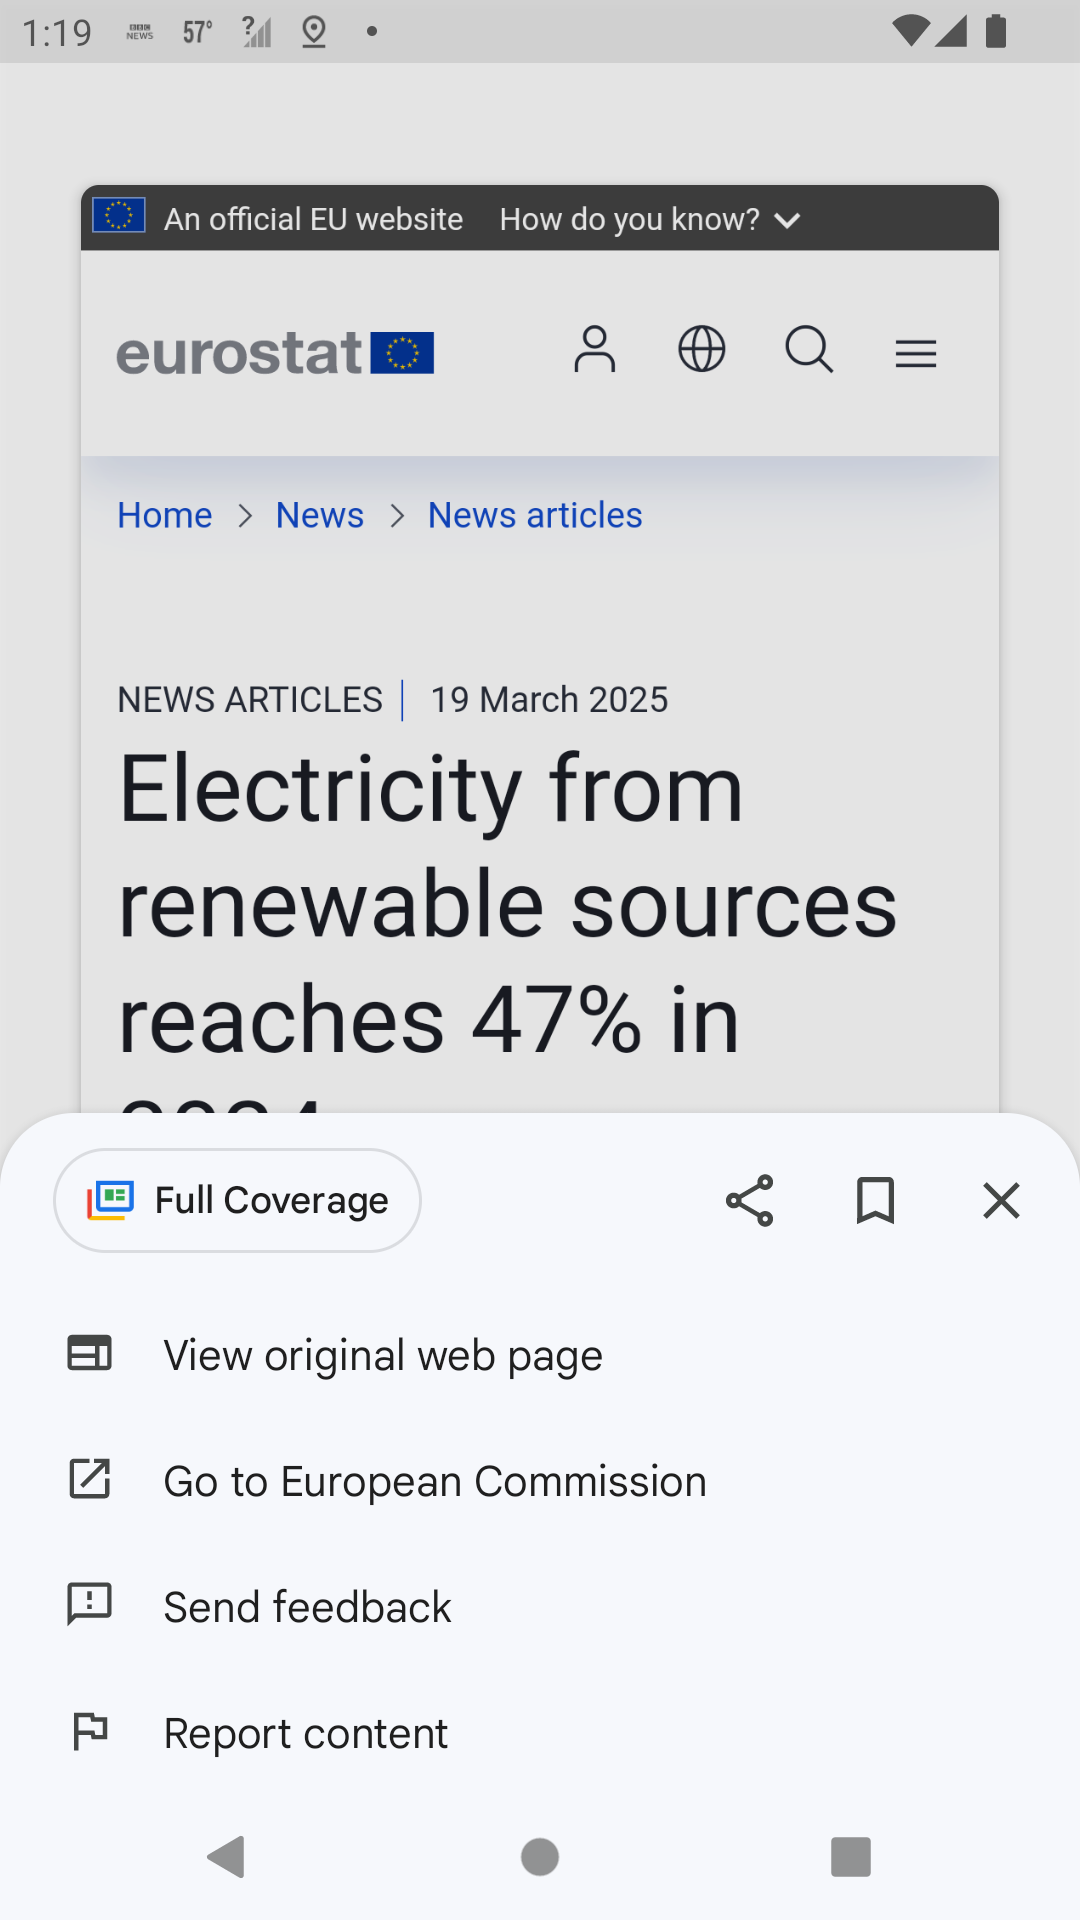 1:19 BBC NEWS 57° ?
An official EU website How do you know?
eurostat
Home News News articles
NEWS ARTICLES 19 March 2025
Electricity from
renewable sources
reaches 47% in
2024
Full Coverage
View original web page
Go to European Commission
Send feedback
Report content